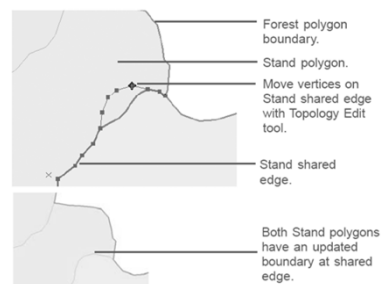 Forest polygon
boundary.
Stand polygon.
Move vertices on
Stand shared edge
with Topology Edit
tool.
Stand shared
edge.
Both Stand polygons
have an updated
boundary at shared
edge.